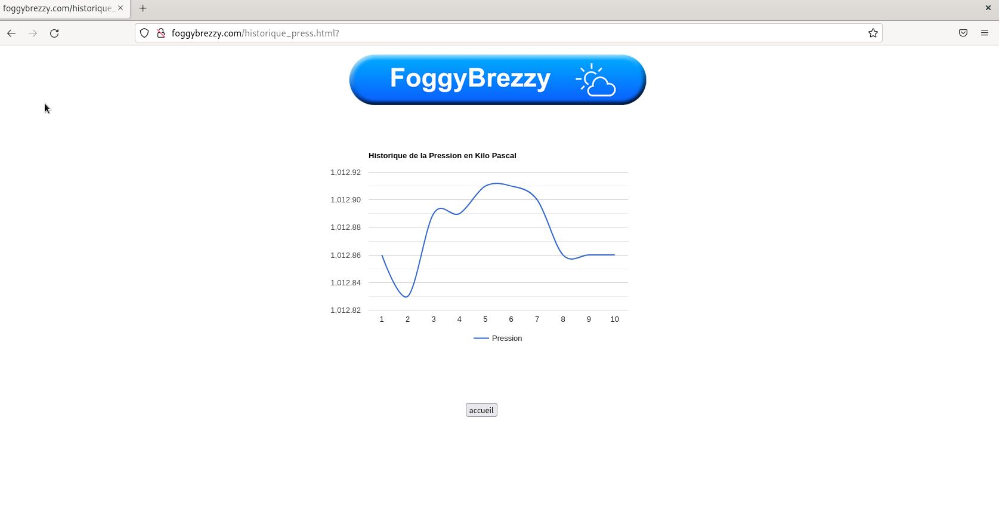 foggybrezzy.com/historique_
foggybrezzy.com/historique_press.html?
FoggyBrezzy
Historique de la Pression en Kilo Pascal
1,012.92
1,012.90
1,012.88
1,012.86
1,012.84
1,012.82
1 2 3 4 5 6 7 8 9 10
Pression
accueil